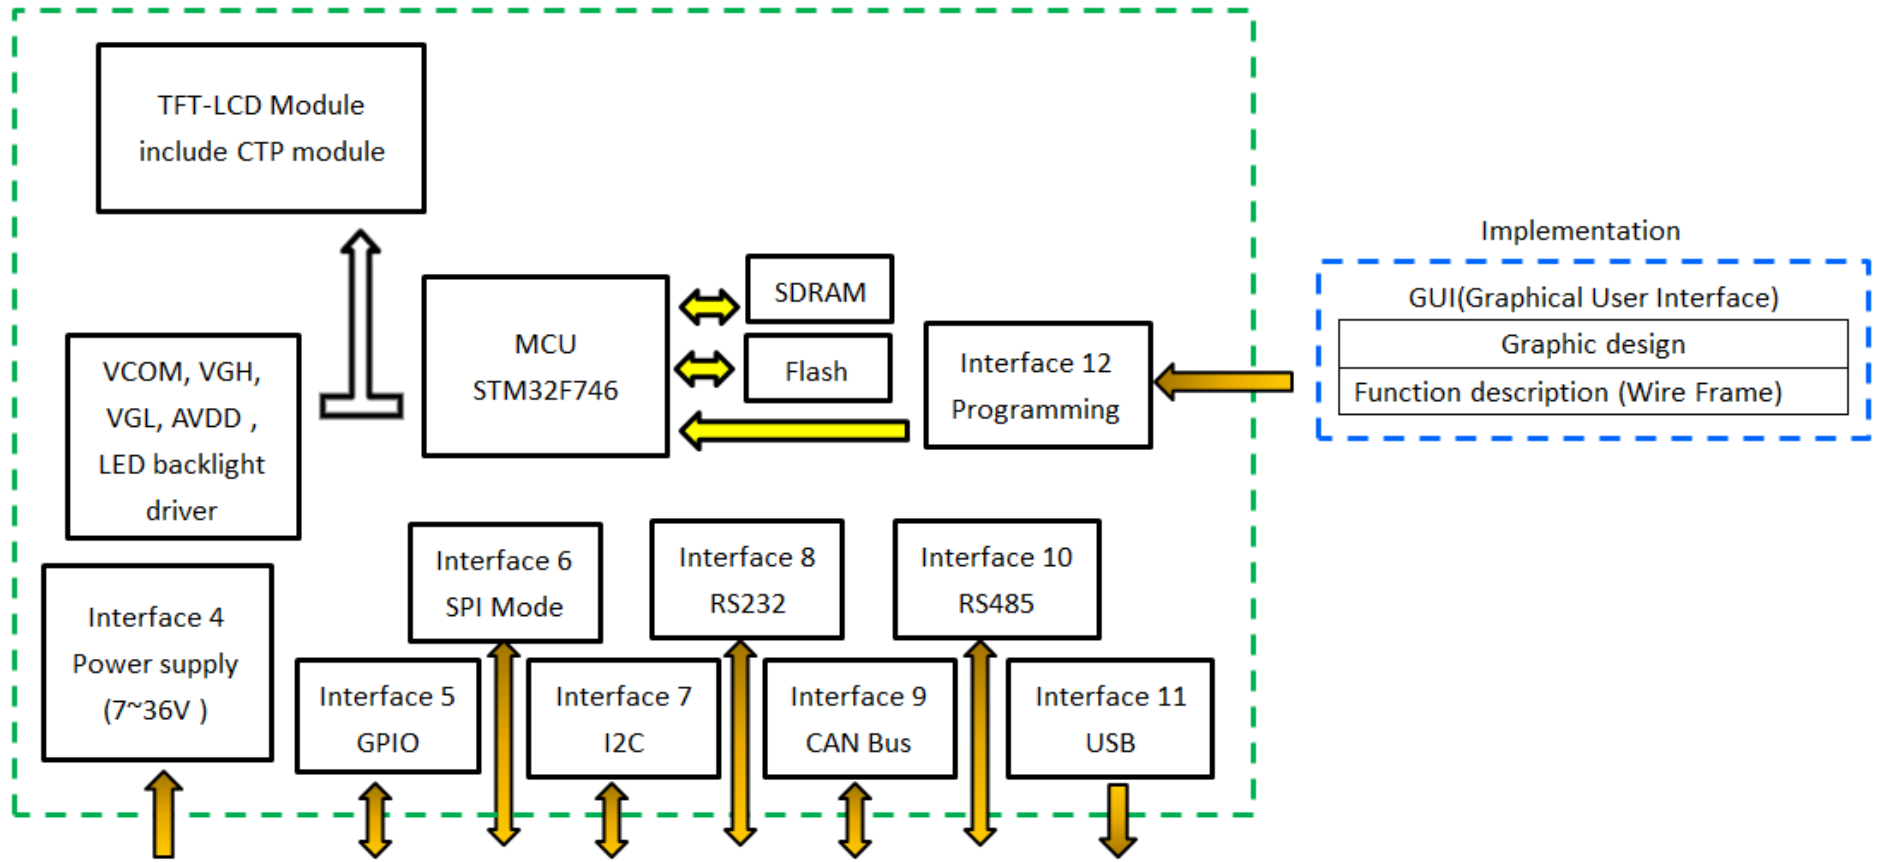 TFT-LCD Module
include CTP module
Implementation
GUI(Graphical User Interface)
Graphic design
Function description (Wire Frame)
SDRAM
Flash
MCU
STM32F746
Interface 12
Programming
VCOM, VGH,
VGL, AVDD ,
LED backlight
driver
Interface 4
Power supply
(7~36V )
Interface 5
GPIO
Interface 6
SPI Mode
Interface 7
I2C
Interface 8
RS232
Interface 9
CAN Bus
Interface 10
RS485
Interface 11
USB